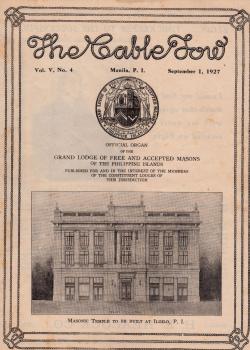 The Cable Tow
Vol. V, No. 4 Manila, P. I. September 1, 1927
OFFICIAL ORGAN
OF THE
GRAND LODGE OF FREE AND ACCEPTED MASONS
OF THE PHILIPPINE ISLANDS
PUBLISHED FOR AND IN THE INTEREST OF THE MEMBERS
OF THE CONSTITUENT LODGES OF
THIS JURISDICTION
MASONIC TEMPLE TO BE BUILT AT ILOILO, P. I.